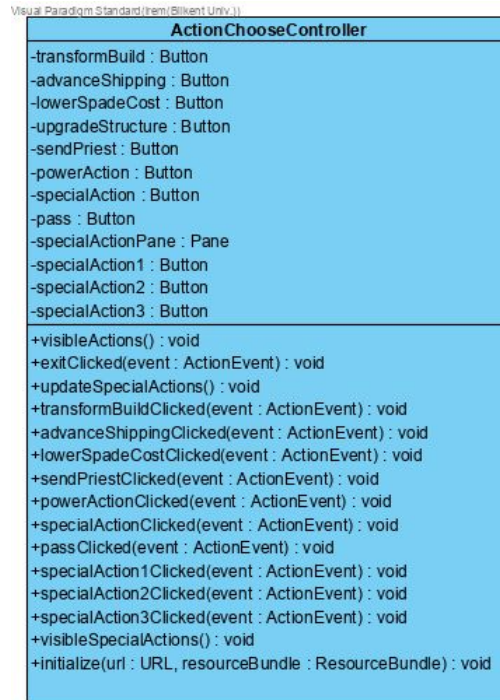 Visual Paradigm Standard(Irem(Bilkent Univ.))
ActionChooseController
-transformBuild : Button
-advanceShipping : Button
-lowerSpadeCost : Button
-upgradeStructure : Button
-sendPriest : Button
-powerAction : Button
-specialAction : Button
-pass : Button
-specialActionPane : Pane
-specialAction1 : Button
-specialAction2 : Button
-specialAction3 : Button
+visibleActions() : void
+exitClicked(event : ActionEvent) : void
+updateSpecialActions() : void
+transformBuildClicked(event : ActionEvent) : void
+advanceShippingClicked(event : ActionEvent) : void
+lowerSpadeCostClicked(event : ActionEvent) : void
+sendPriestClicked(event : ActionEvent) : void
+powerActionClicked(event : ActionEvent) : void
+specialActionClicked(event : ActionEvent) : void
+passClicked(event : ActionEvent) : void
+specialAction1Clicked(event : ActionEvent) : void
+specialAction2Clicked(event : ActionEvent) : void
+specialAction3Clicked(event : ActionEvent) : void
+visibleSpecialActions() : void
+initialize(url : URL, resourceBundle : ResourceBundle) : void